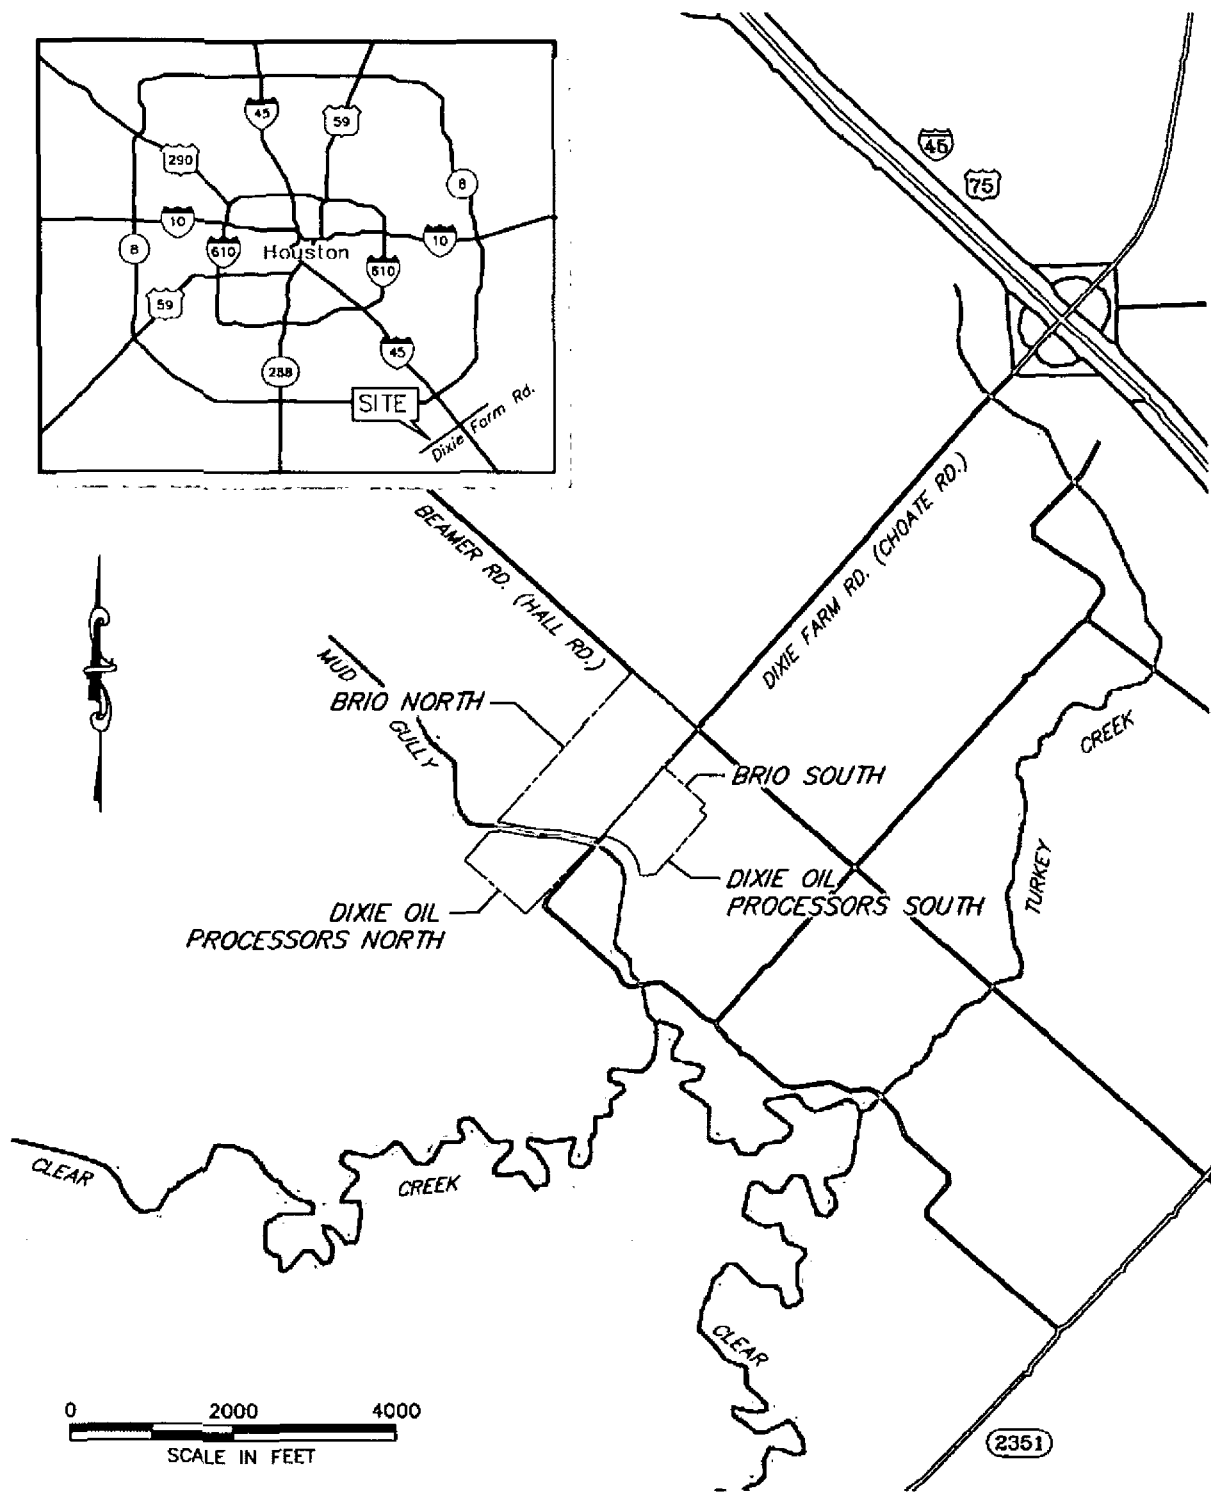 45
59
290
8
10
8
610
Houston
10
610
59
45
288
SITE
Dixie Farm Rd.
45
75
BEAMER RD. (HALL RD.)
DIXIE FARM RD. (CHOATE RD.)
MUD
GULLY
BRIO NORTH
BRIO SOUTH
CREEK
TURKEY
DIXIE OIL
PROCESSORS SOUTH
DIXIE OIL
PROCESSORS NORTH
CLEAR
CREEK
CLEAR
0 2000 4000
SCALE IN FEET
2351